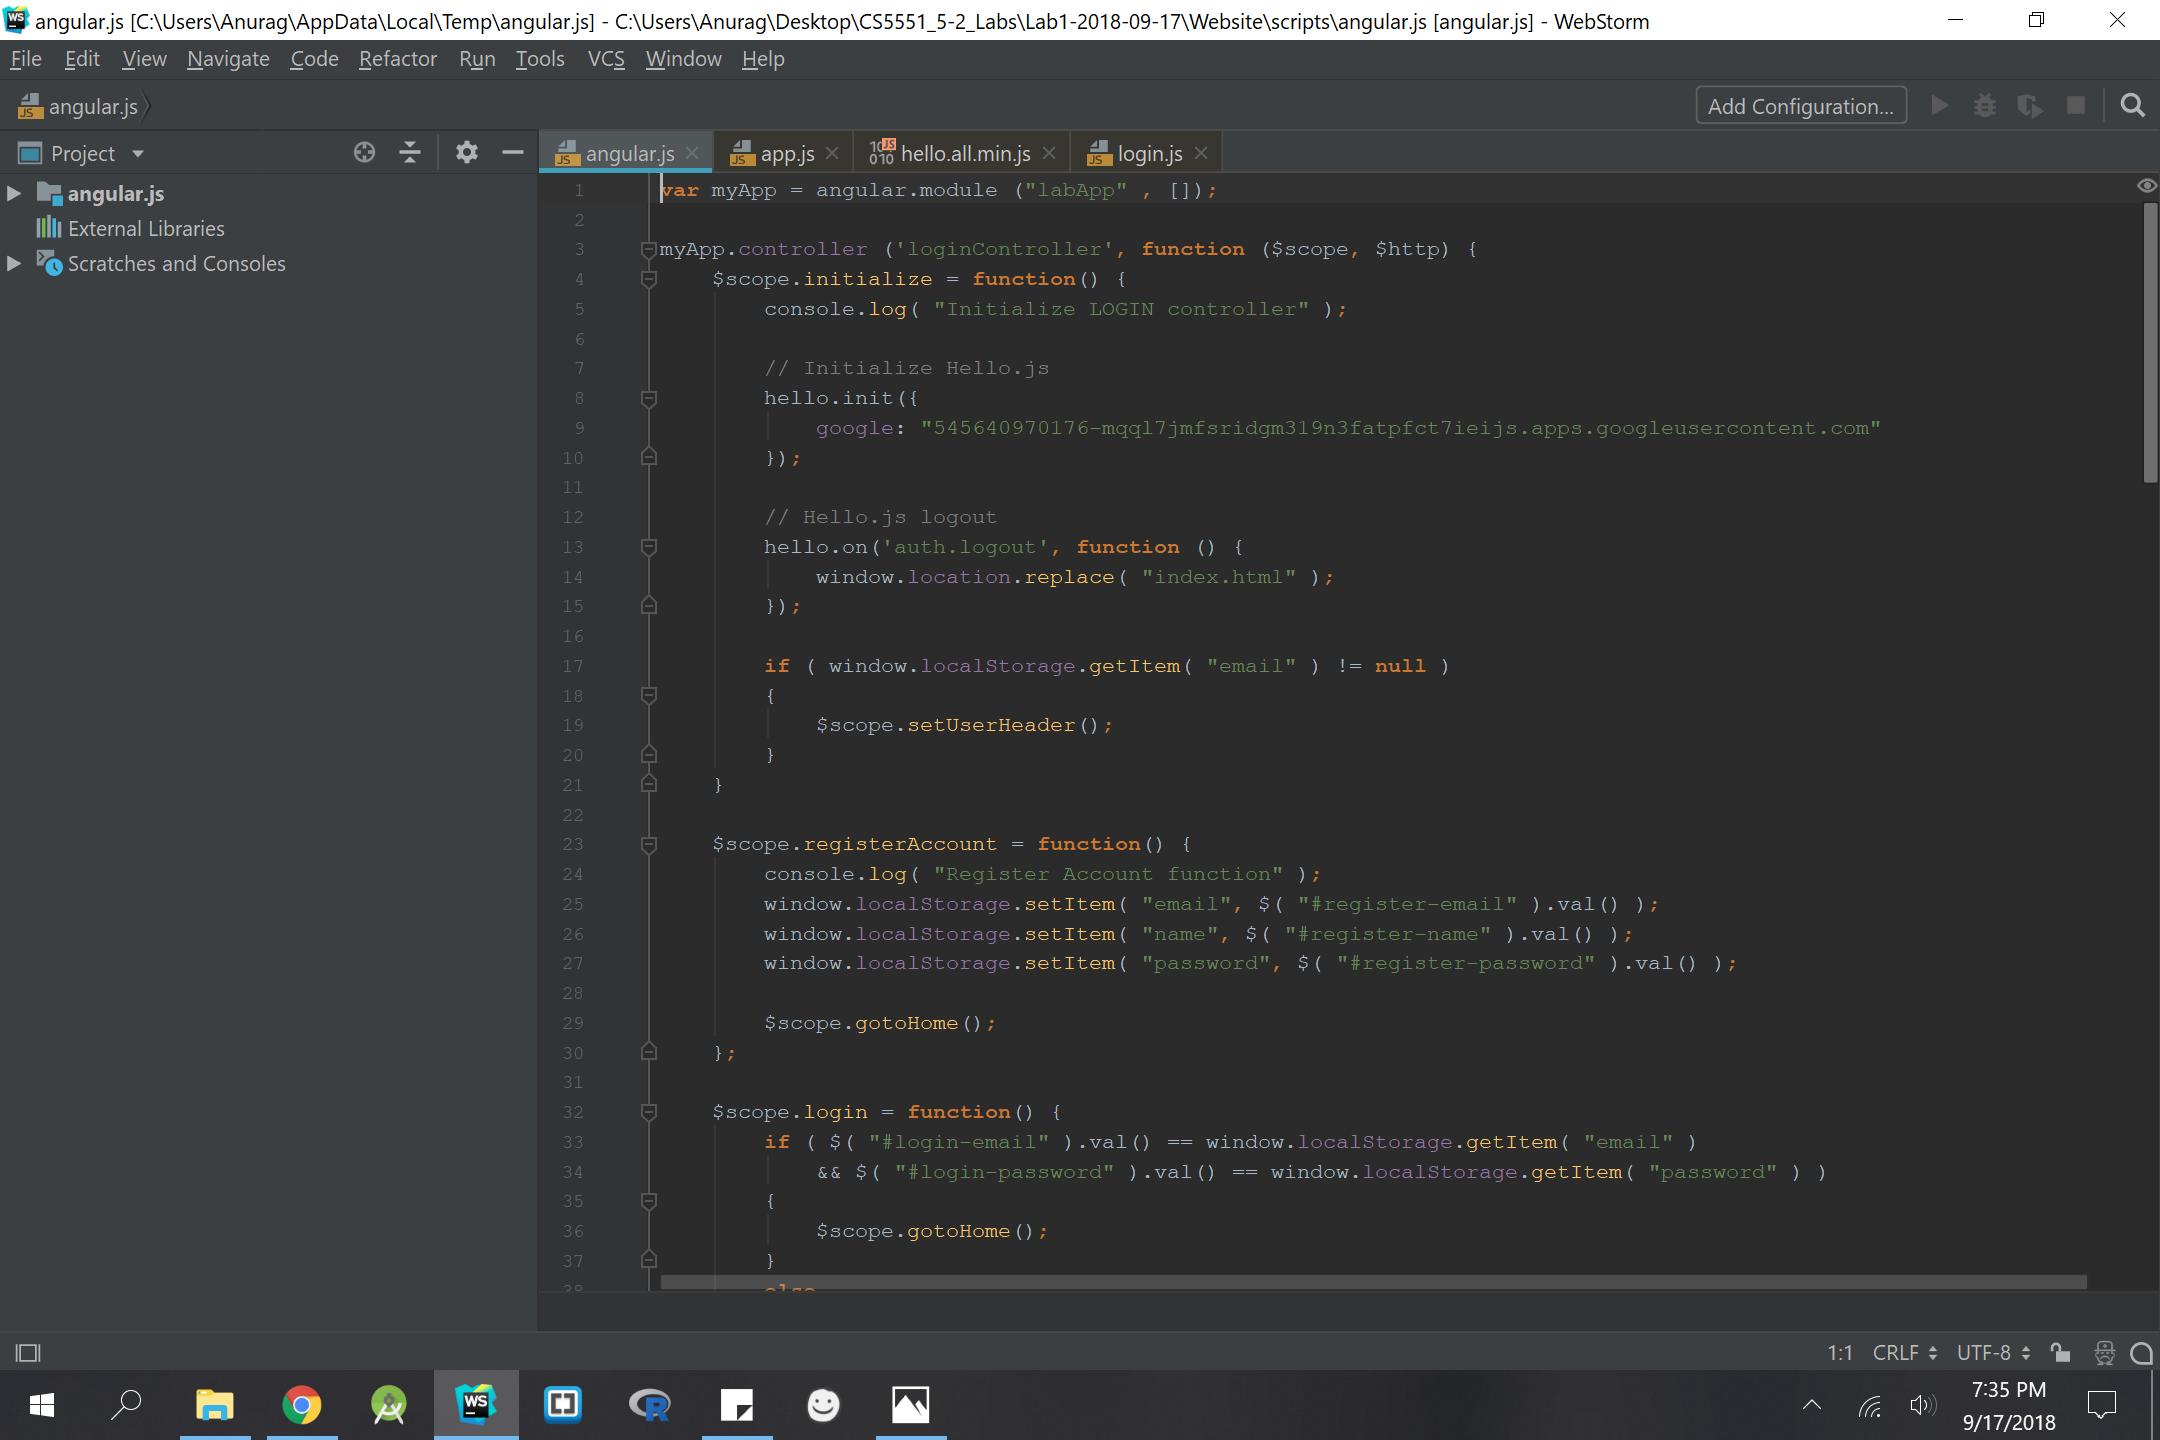 angular.js [C:\Users\Anurag\AppData\Local\Temp\angular.js] - C:\Users\Anurag\Desktop\CS5551_5-2_Labs\Lab1-2018-09-17\Website\scripts\angular.js [angular.js] - WebStorm
File Edit View Navigate Code Refactor Run Tools VCS Window Help
angular.js Add Configuration...
Project angular.js app.js hello.all.min.js login.js
angular.js
External Libraries
Scratches and Consoles
1 var myApp = angular.module ("labApp" , []);
2
3 myApp.controller ('loginController', function ($scope, $http) {
4 $scope.initialize = function() {
5 console.log( "Initialize LOGIN controller" );
6
7 // Initialize Hello.js
8 hello.init({
9 google: "545640970176-mqql7jmfsridgm319n3fatpfct7ieijs.apps.googleusercontent.com"
10 });
11
12 // Hello.js logout
13 hello.on('auth.logout', function () {
14 window.location.replace( "index.html" );
15 });
16
17 if ( window.localStorage.getItem( "email" ) != null )
18 {
19 $scope.setUserHeader();
20 }
21 }
22
23 $scope.registerAccount = function() {
24 console.log( "Register Account function" );
25 window.localStorage.setItem( "email", $( "#register-email" ).val() );
26 window.localStorage.setItem( "name", $( "#register-name" ).val() );
27 window.localStorage.setItem( "password", $( "#register-password" ).val() );
28
29 $scope.gotoHome();
30 };
31
32 $scope.login = function() {
33 if ( $( "#login-email" ).val() == window.localStorage.getItem( "email" )
34 && $( "#login-password" ).val() == window.localStorage.getItem( "password" ) )
35 {
36 $scope.gotoHome();
37 }
38 else
1:1 CRLF UTF-8
7:35 PM
9/17/2018